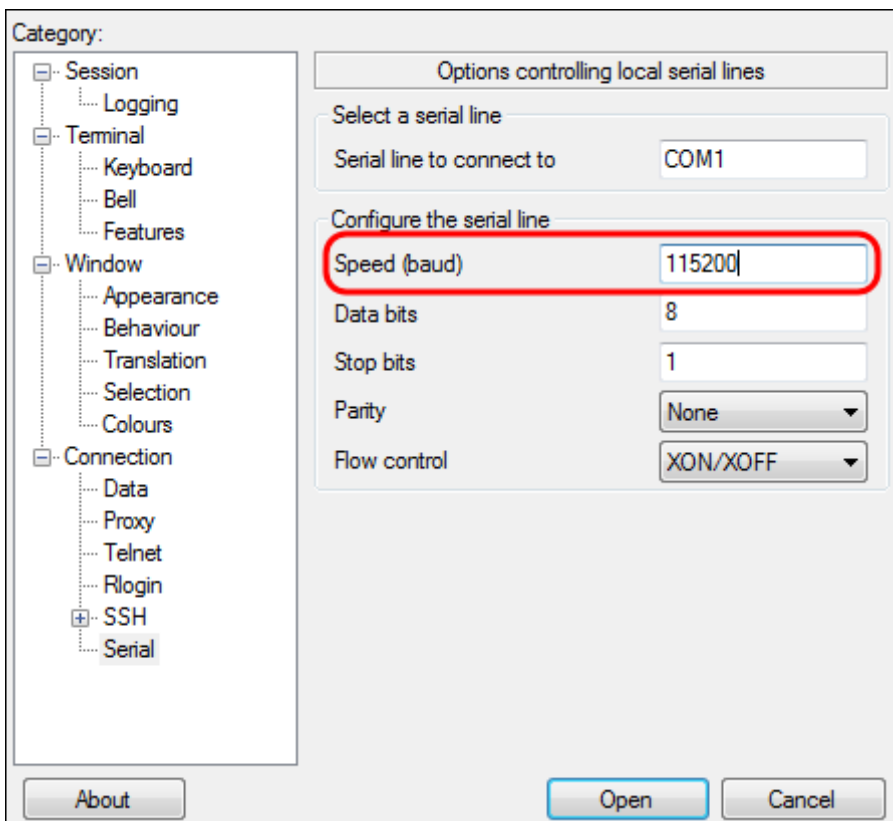 Category:
Session
Logging
Terminal
Keyboard
Bell
Features
Window
Appearance
Behaviour
Translation
Selection
Colours
Connection
Data
Proxy
Telnet
Rlogin
SSH
Serial
Options controlling local serial lines
Select a serial line
Serial line to connect to COM1
Configure the serial line
Speed (baud) 115200
Data bits 8
Stop bits 1
Parity None
Flow control XON/XOFF
About Open Cancel